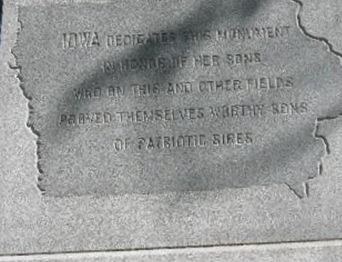 IOWA DEDICATES THIS MONUMENT
IN HONOR OF HER SONS
WHO ON THIS AND OTHER FIELDS
PROVED THEMSELVES WORTHY SONS
OF PATRIOTIC SIRES